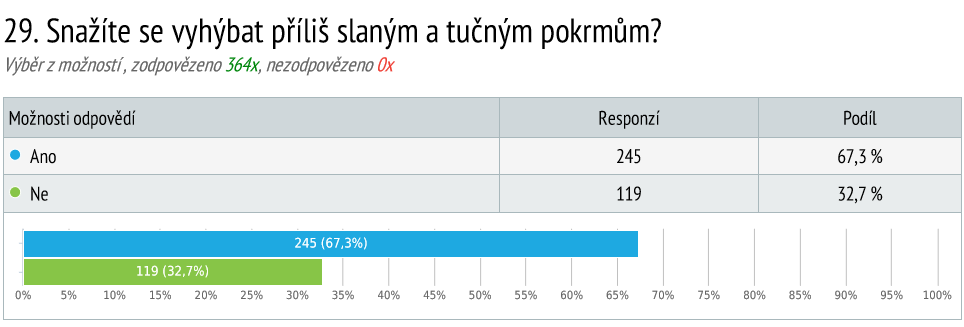 29. Snažíte se vyhýbat příliš slaným a tučným pokrmům?
Výběr z možností , zodpovězeno 364x, nezodpovězeno 0x
Možnosti odpovědí Responzí Podíl
Ano 245 67,3 %
Ne 119 32,7 %
245 (67,3%)
119 (32,7%)
0% 5% 10% 15% 20% 25% 30% 35% 40% 45% 50% 55% 60% 65% 70% 75% 80% 85% 90% 95% 100%